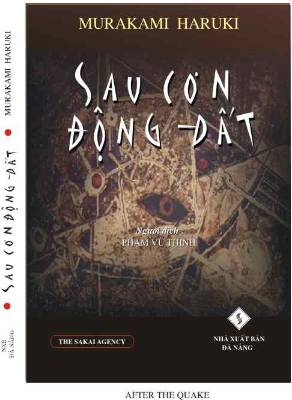 MURAKAMI HARUKI
SAU CƠN
ĐỘNG ĐẤT
Người dịch :
PHẠM VŨ THỊNH
THE SAKAI AGENCY
S
NHÀ XUẤT BẢN
ĐÀ NẴNG
MURAKAMI HARUKI
SAU CƠN ĐỘNG ĐẤT
NXB
ĐÀ NẴNG
AFTER THE QUAKE